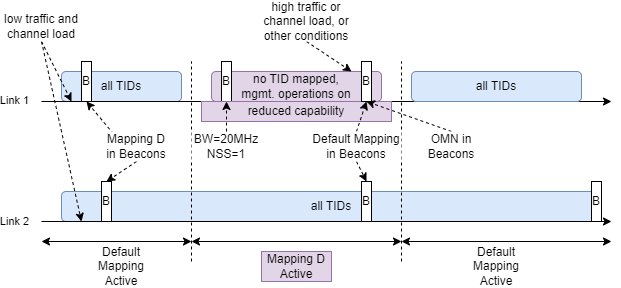 low traffic and
channel load
high traffic or
channel load, or
other conditions
B
all TIDs
B
no TID mapped,
mgmt. operations on
reduced capability
B
all TIDs
Link 1
Mapping D
in Beacons
BW=20MHz
NSS=1
Default Mapping
in Beacons
OMN in
Beacons
B
all TIDs
B
B
Link 2
Default
Mapping
Active
Mapping D
Active
Default
Mapping
Active